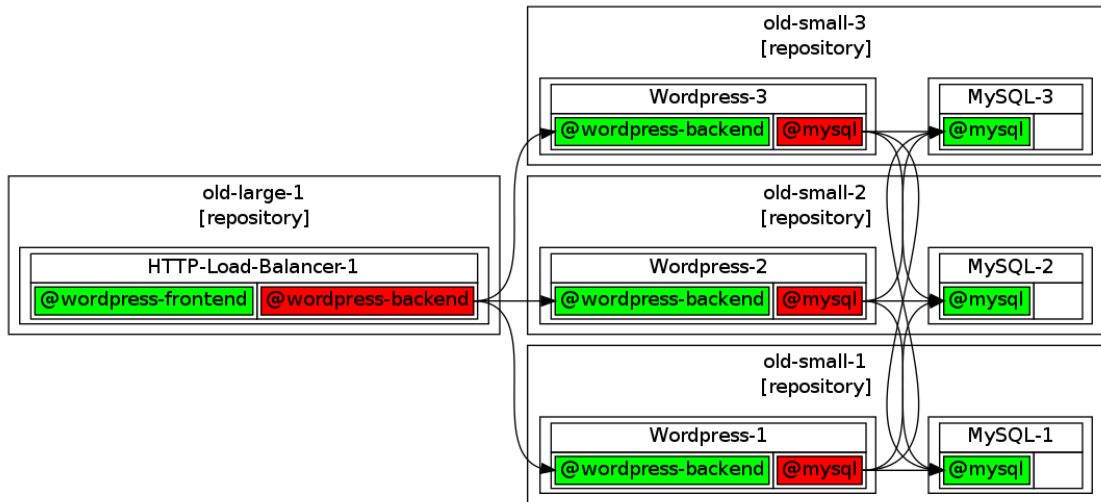 old-small-3
[repository]
Wordpress-3
@wordpress-backend @mysql
MySQL-3
@mysql
old-large-1
[repository]
HTTP-Load-Balancer-1
@wordpress-frontend @wordpress-backend
old-small-2
[repository]
Wordpress-2
@wordpress-backend @mysql
MySQL-2
@mysql
old-small-1
[repository]
Wordpress-1
@wordpress-backend @mysql
MySQL-1
@mysql